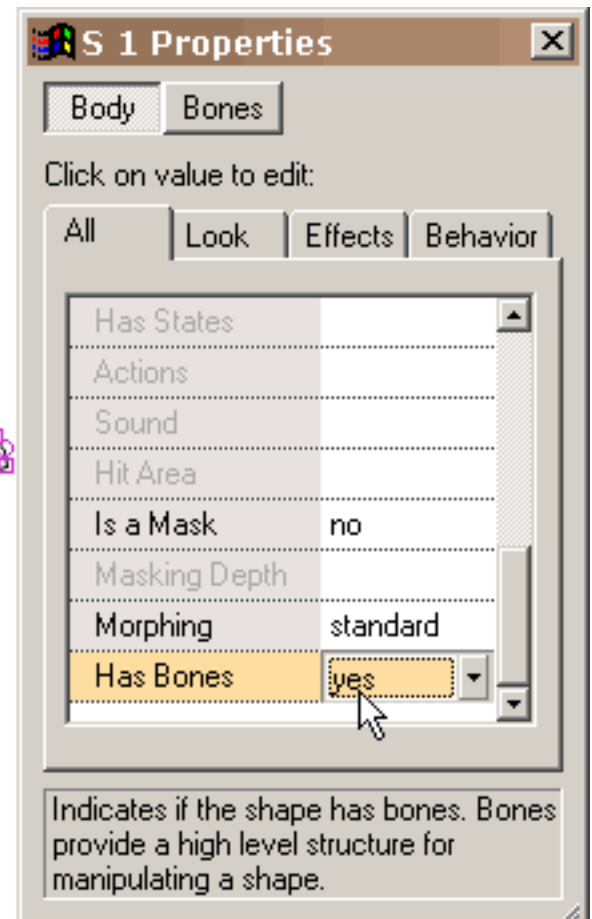 S 1 Properties
Body Bones
Click on value to edit:
All Look Effects Behavior
Has States
Actions
Sound
Hit Area
Is a Mask no
Masking Depth
Morphing standard
Has Bones yes
Indicates if the shape has bones. Bones
provide a high level structure for
manipulating a shape.